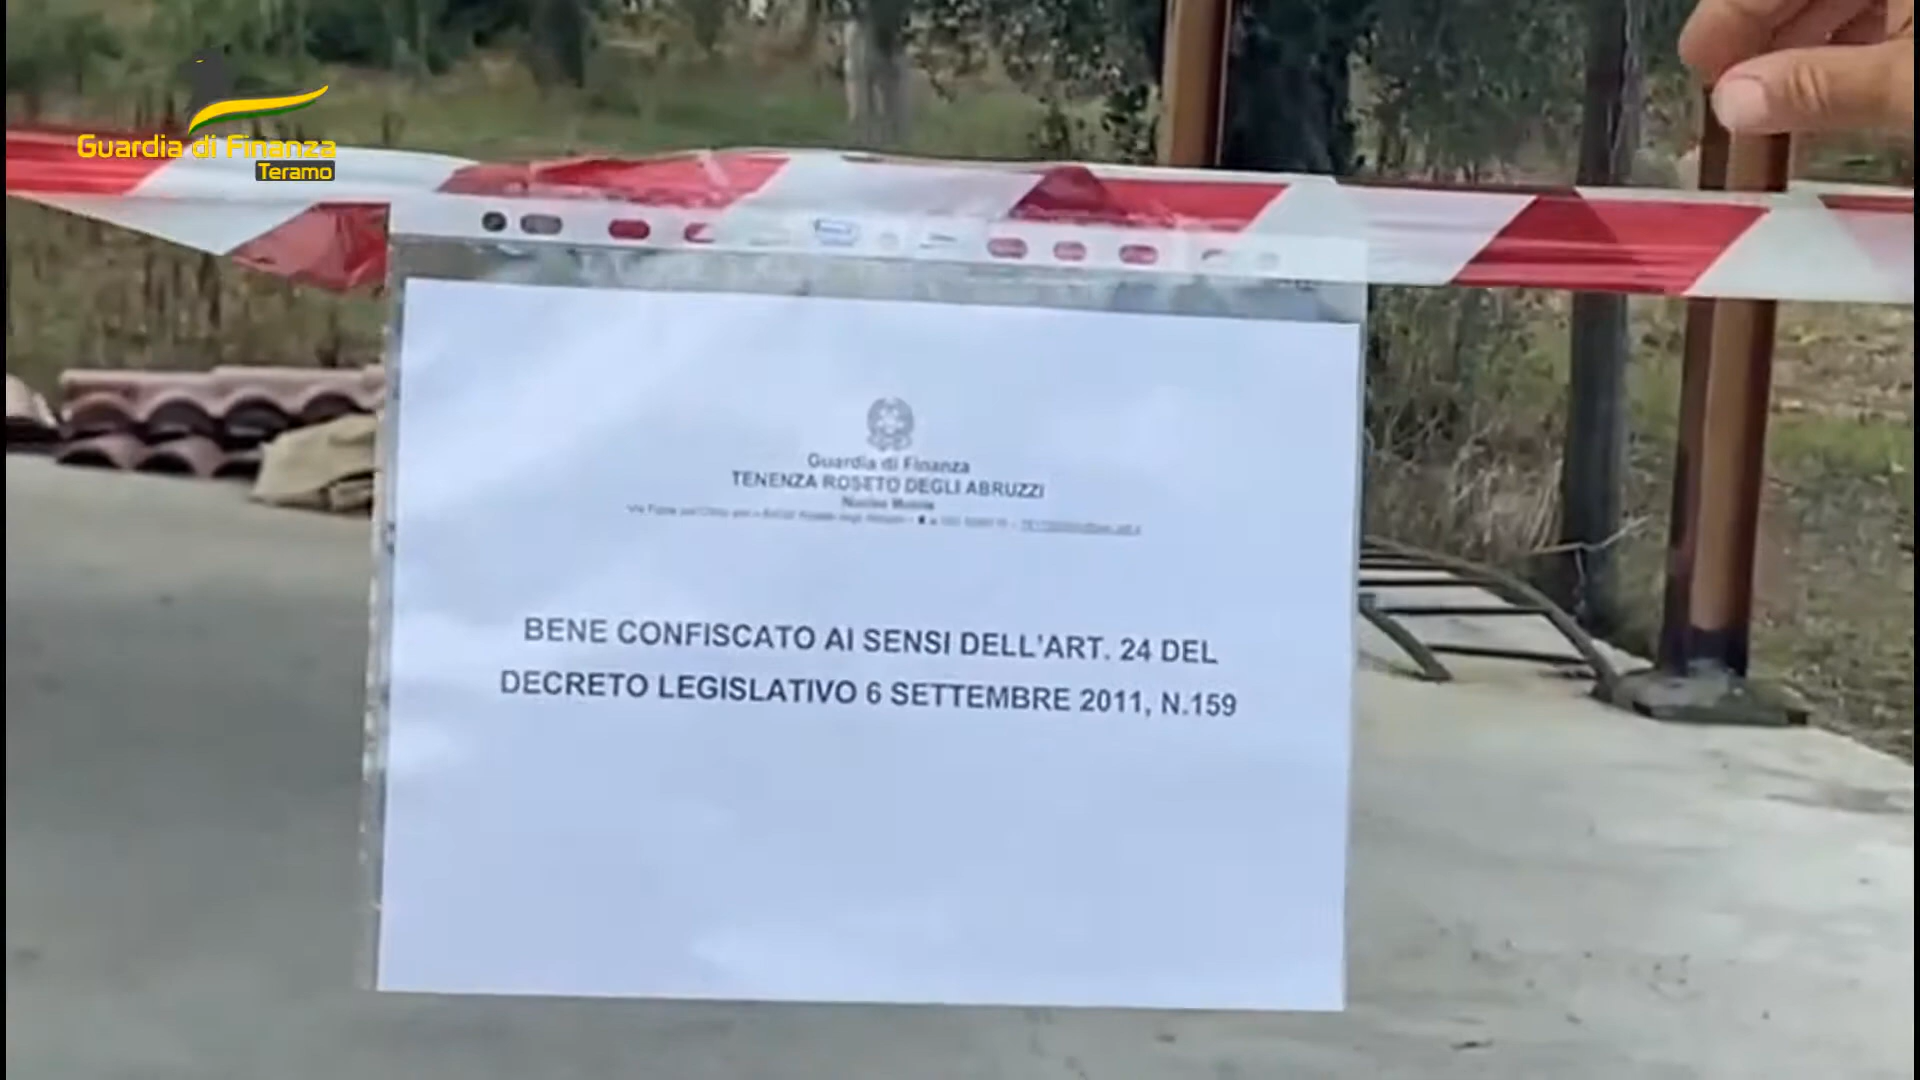 Guardia di Finanza
Teramo
Guardia di Finanza
TENENZA ROSETO DEGLI ABRUZZI
BENE CONFISCATO AI SENSI DELL'ART. 24 DEL
DECRETO LEGISLATIVO 6 SETTEMBRE 2011, N.159